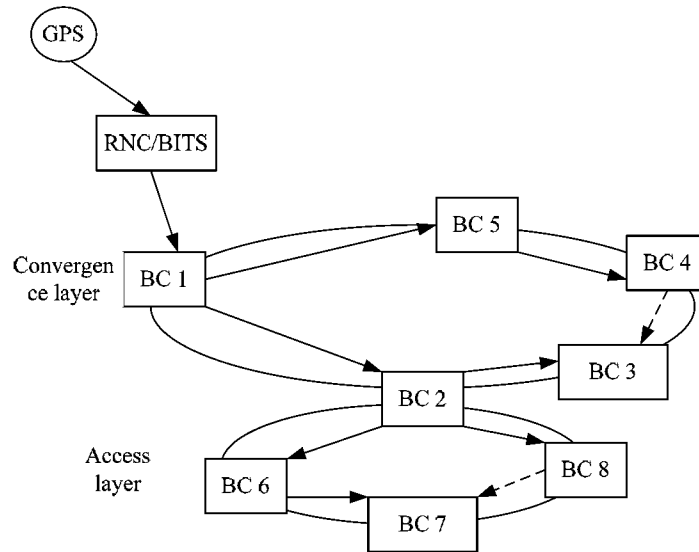 GPS
RNC/BITS
BC 5
BC 4
Convergen
ce layer
BC 1
BC 3
BC 2
Access
layer
BC 6
BC 8
BC 7